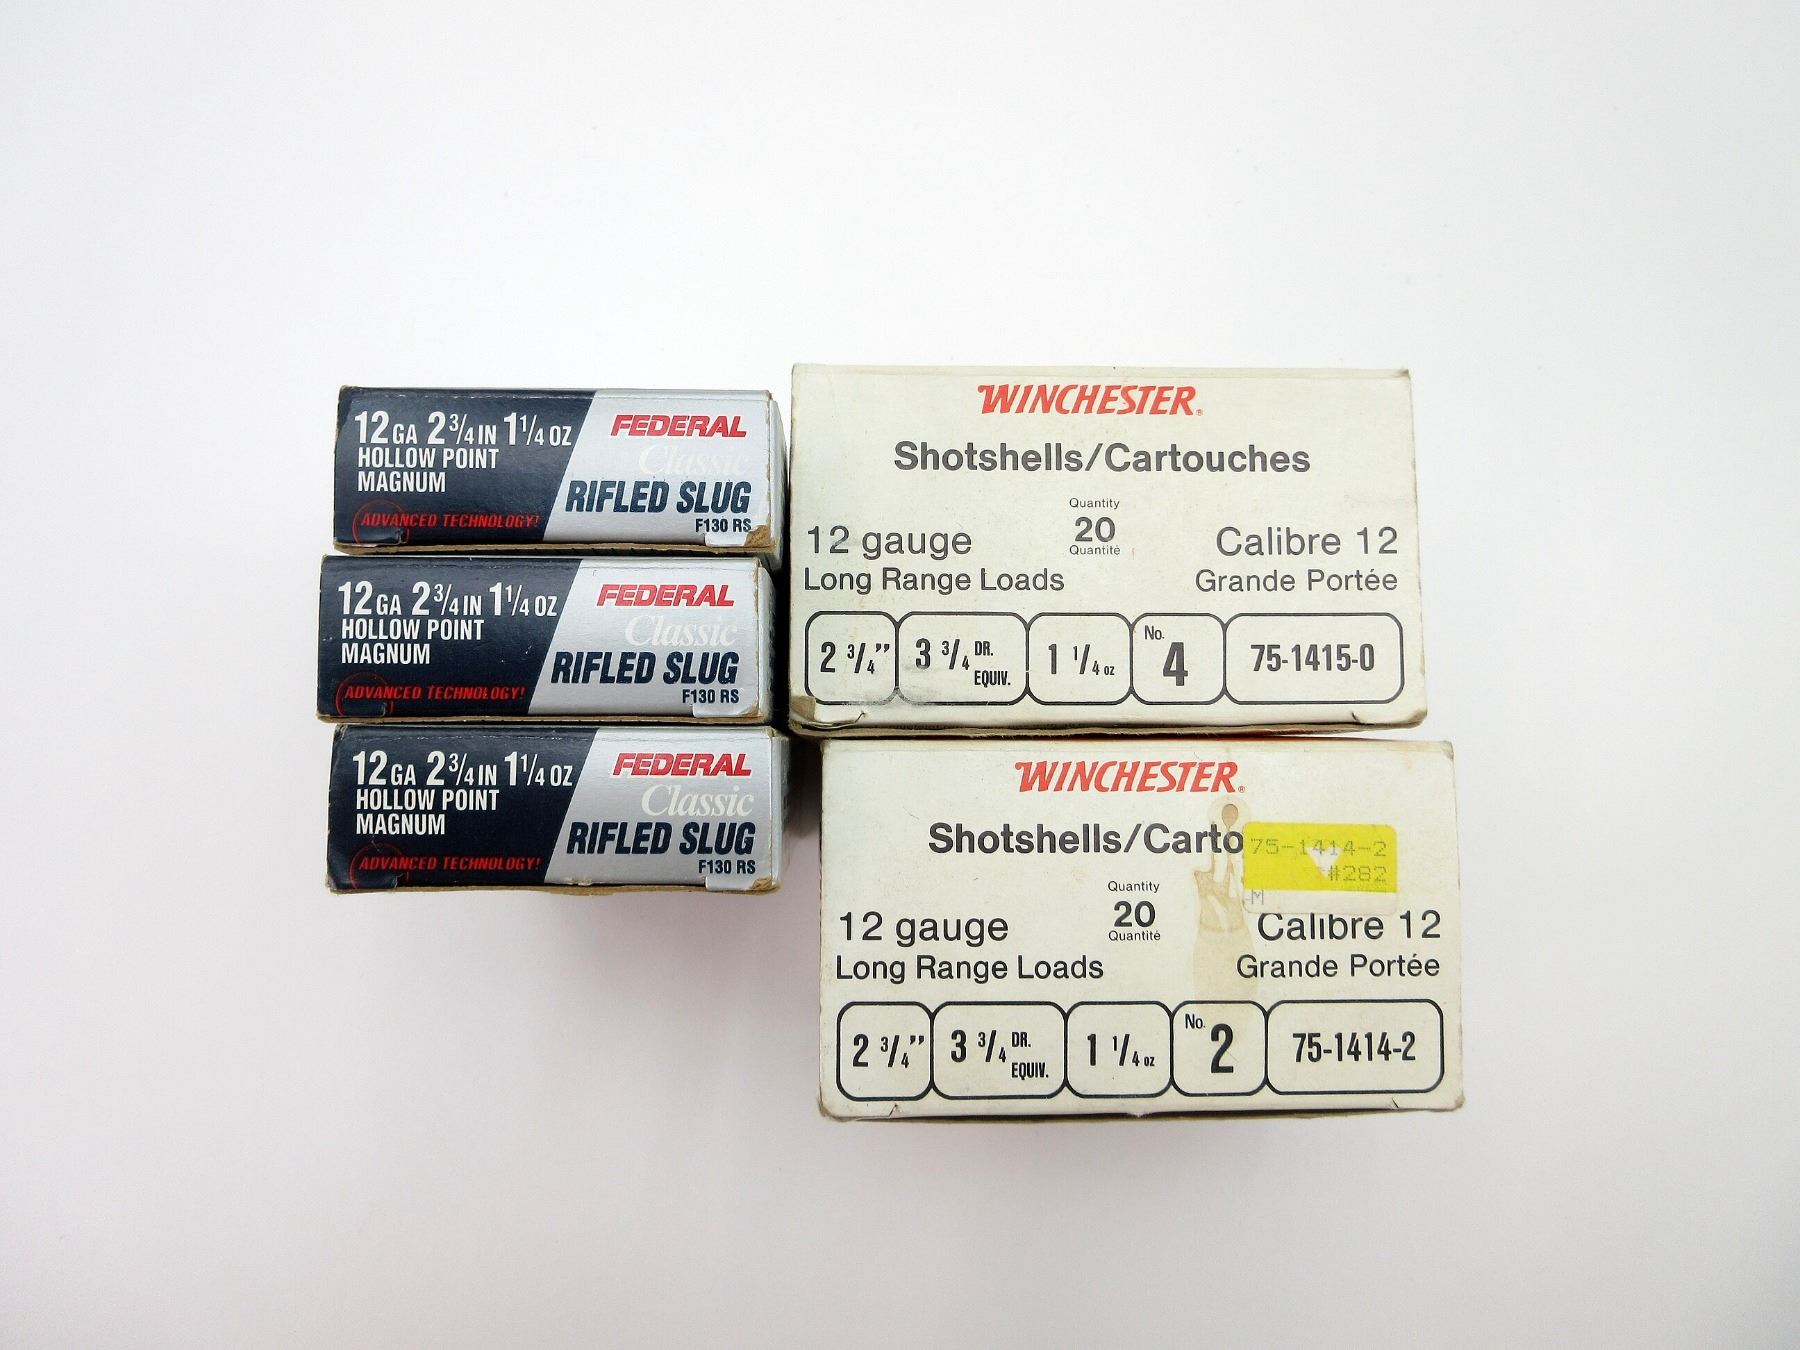 12 GA 2 3/4 IN 1 1/4 OZ
HOLLOW POINT
MAGNUM
ADVANCED TECHNOLOGY!
FEDERAL
Classic
RIFLED SLUG
F130 RS
12 GA 2 3/4 IN 1 1/4 OZ
HOLLOW POINT
MAGNUM
ADVANCED TECHNOLOGY!
FEDERAL
Classic
RIFLED SLUG
F130 RS
12 GA 2 3/4 IN 1 1/4 OZ
HOLLOW POINT
MAGNUM
ADVANCED TECHNOLOGY!
FEDERAL
Classic
RIFLED SLUG
F130 RS
WINCHESTER®
Shotshells/Cartouches
Quantity
20
Quantité
12 gauge
Long Range Loads
Calibre 12
Grande Portée
2 3/4" 3 3/4 DR. EQUIV. 1 1/4 oz No. 4 75-1415-0
WINCHESTER®
Shotshells/Carto
75-1414-2
#282
M
Quantity
20
Quantité
12 gauge
Long Range Loads
Calibre 12
Grande Portée
2 3/4" 3 3/4 DR. EQUIV. 1 1/4 oz No. 2 75-1414-2